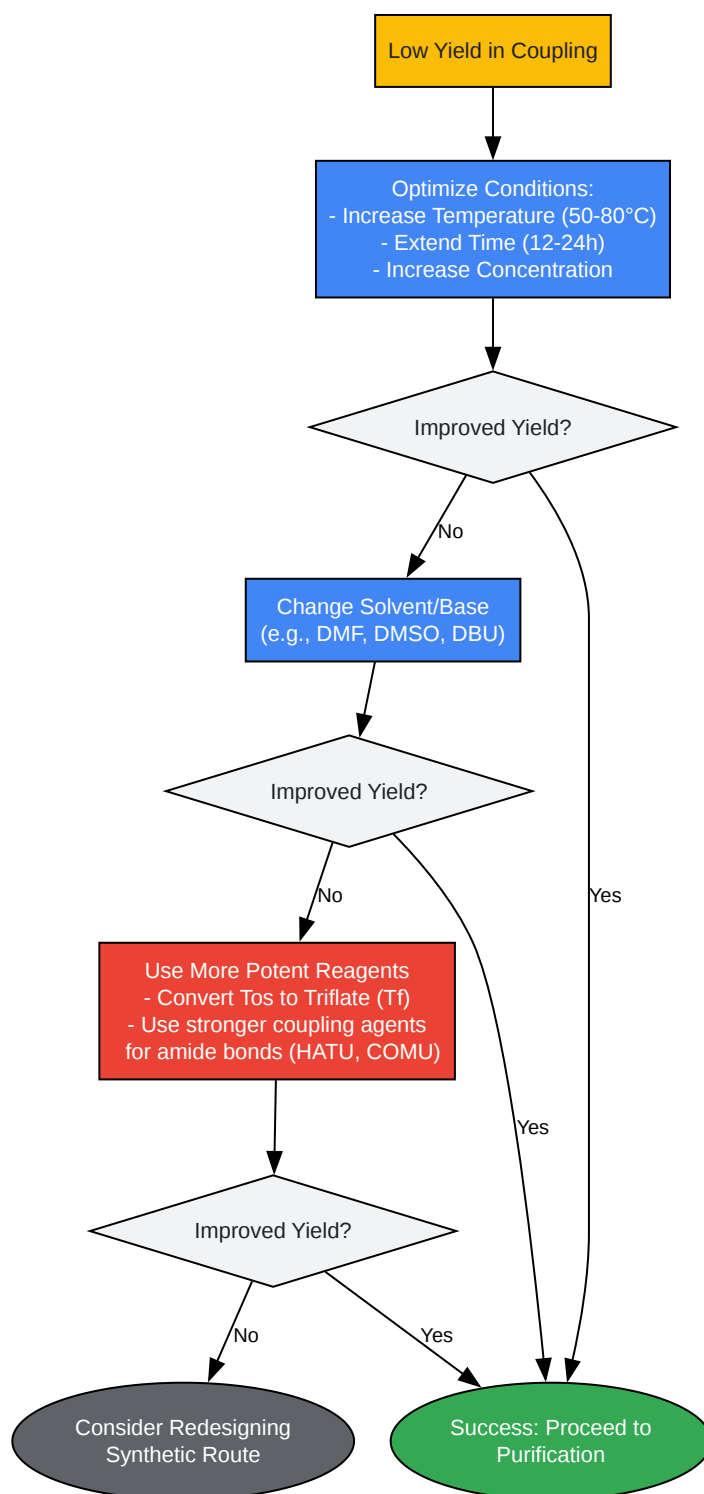 Low Yield in Coupling
Optimize Conditions:
- Increase Temperature (50-80°C)
- Extend Time (12-24h)
- Increase Concentration
Improved Yield?
No
Change Solvent/Base
(e.g., DMF, DMSO, DBU)
Improved Yield?
No
Yes
Use More Potent Reagents
- Convert Tos to Triflate (Tf)
- Use stronger coupling agents
for amide bonds (HATU, COMU)
Yes
Improved Yield?
No
Yes
Consider Redesigning
Synthetic Route
Success: Proceed to
Purification